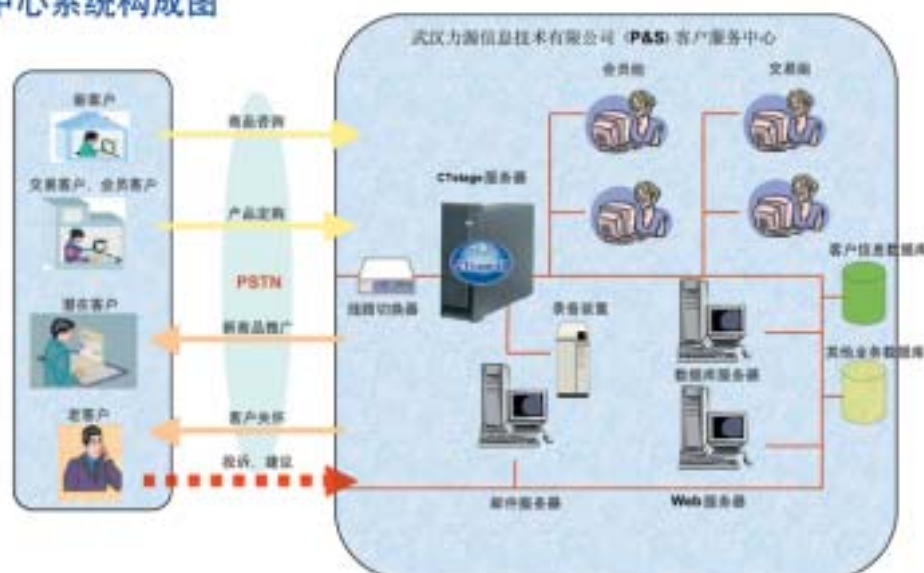 中心系统构成图
武汉力源信息技术有限公司 (P&S) 客户服务中心
会员组
交易组
新客户
商品咨询
交易客户、会员客户
产品定购
CTstage服务器
客户信息数据库
PSTN
潜在客户
线路切换器
新商品推广
录音装置
数据库服务器
其他业务数据库
老客户
客户关怀
投诉、建议
邮件服务器
Web服务器